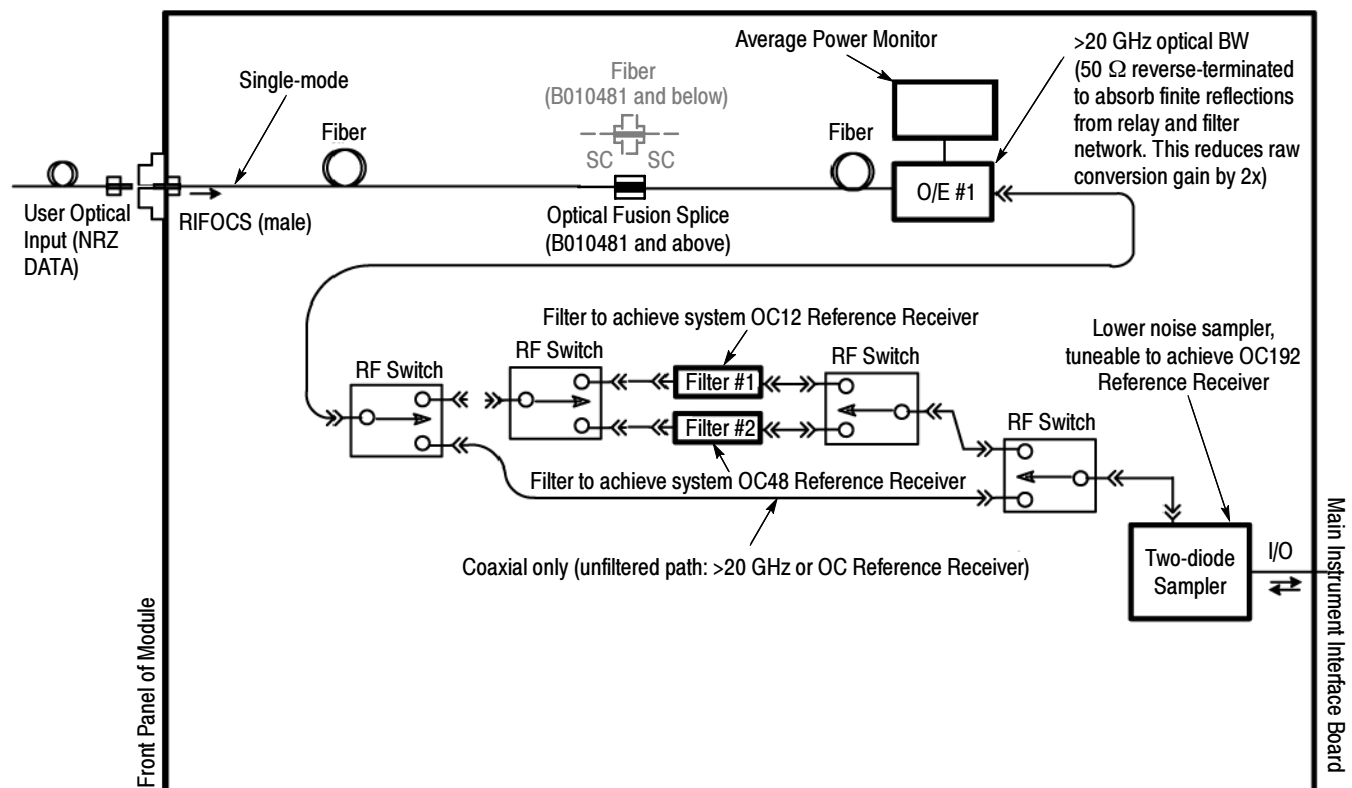 Average Power Monitor
>20 GHz optical BW
(50 Ω reverse-terminated
to absorb finite reflections
from relay and filter
network. This reduces raw
conversion gain by 2x)
Fiber
(B010481 and below)
SC SC
Single-mode
Fiber
Fiber
O/E #1
User Optical
Input (NRZ
DATA)
RIFOCS (male)
Optical Fusion Splice
(B010481 and above)
Filter to achieve system OC12 Reference Receiver
Lower noise sampler,
tuneable to achieve OC192
Reference Receiver
RF Switch
RF Switch
Filter #1
RF Switch
Filter #2
RF Switch
Filter to achieve system OC48 Reference Receiver
Coaxial only (unfiltered path: >20 GHz or OC Reference Receiver)
Two-diode
Sampler
I/O
Front Panel of Module
Main Instrument Interface Board